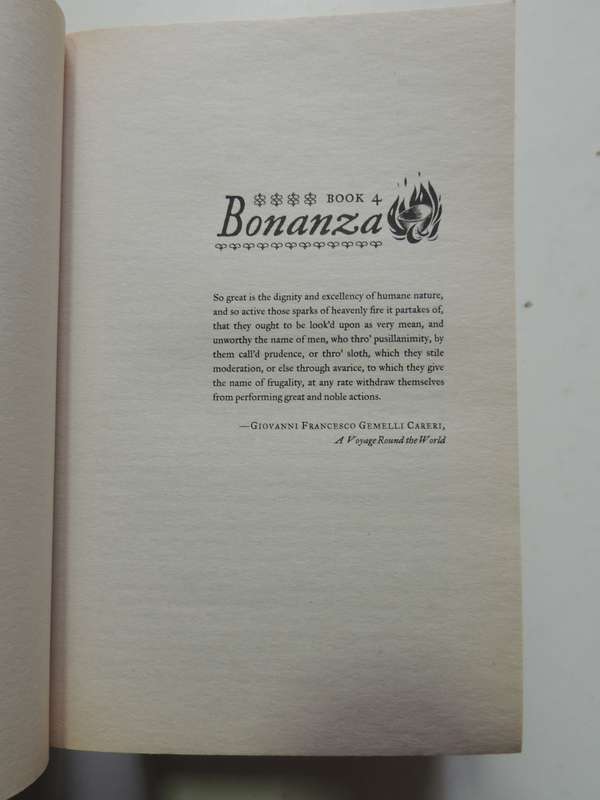 BOOK 4
Bonanza
So great is the dignity and excellency of humane nature,
and so active those sparks of heavenly fire it partakes of,
that they ought to be look'd upon as very mean, and
unworthy the name of men, who thro' pusillanimity, by
them call'd prudence, or thro' sloth, which they stile
moderation, or else through avarice, to which they give
the name of frugality, at any rate withdraw themselves
from performing great and noble actions.
—GIOVANNI FRANCESCO GEMELLI CARERI,
A Voyage Round the World